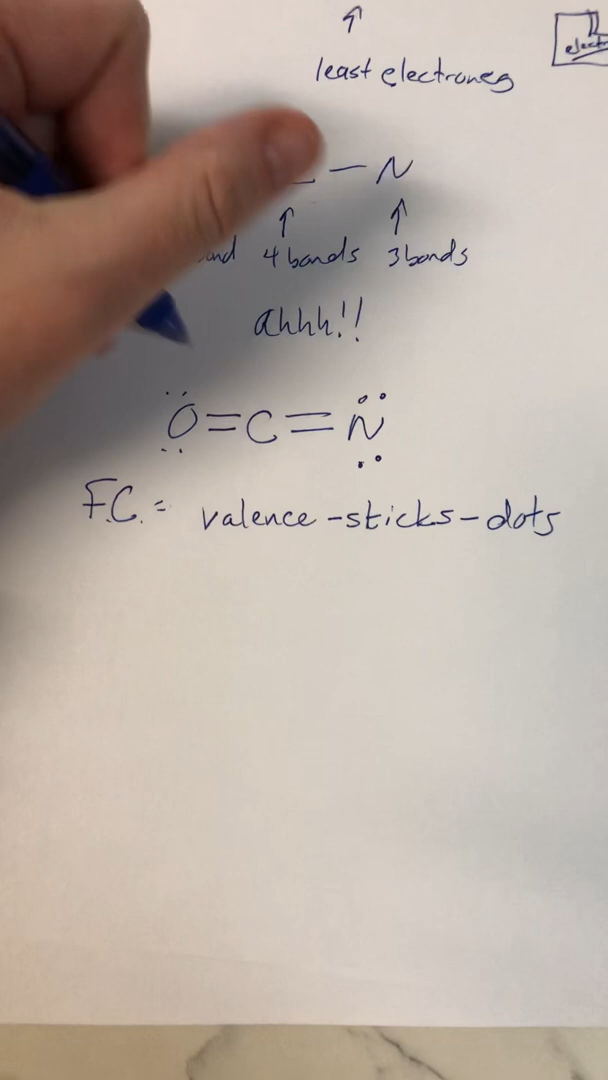 least electroneg
N
4 bonds 3 bonds
ahhh!!
O=C=N
F.C. = valence - sticks - dots